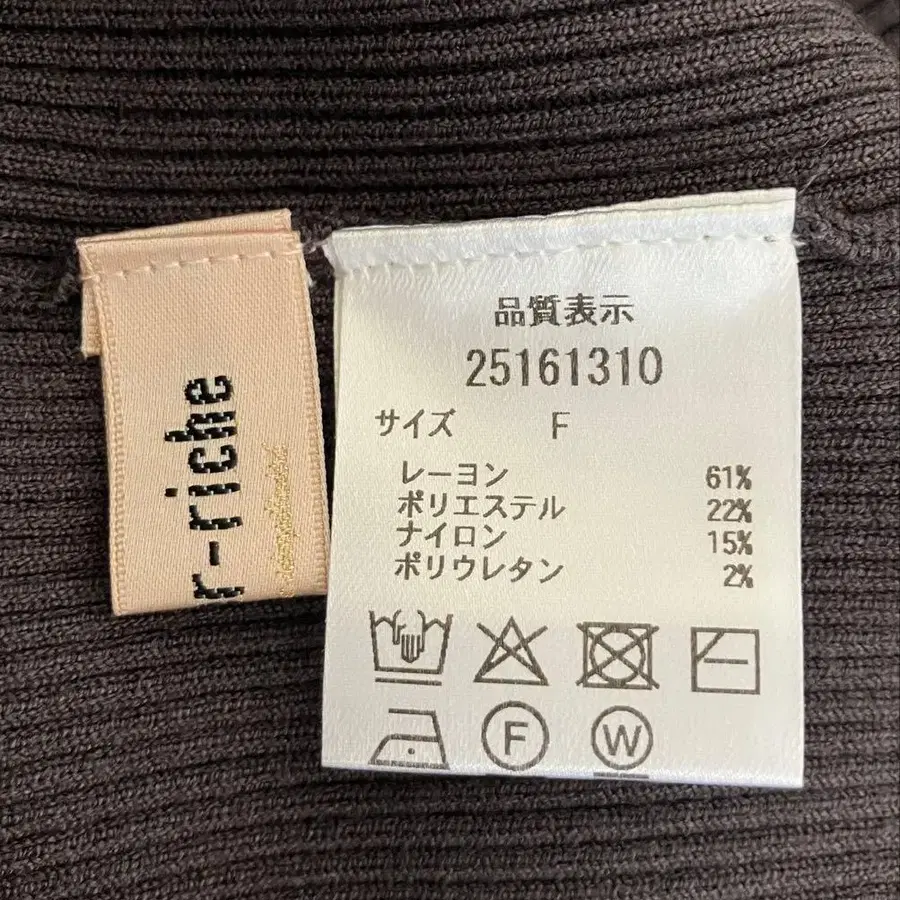 r-riche
品質表示
25161310
サイズ F
レーヨン 61%
ポリエステル 22%
ナイロン 15%
ポリウレタン 2%
F W